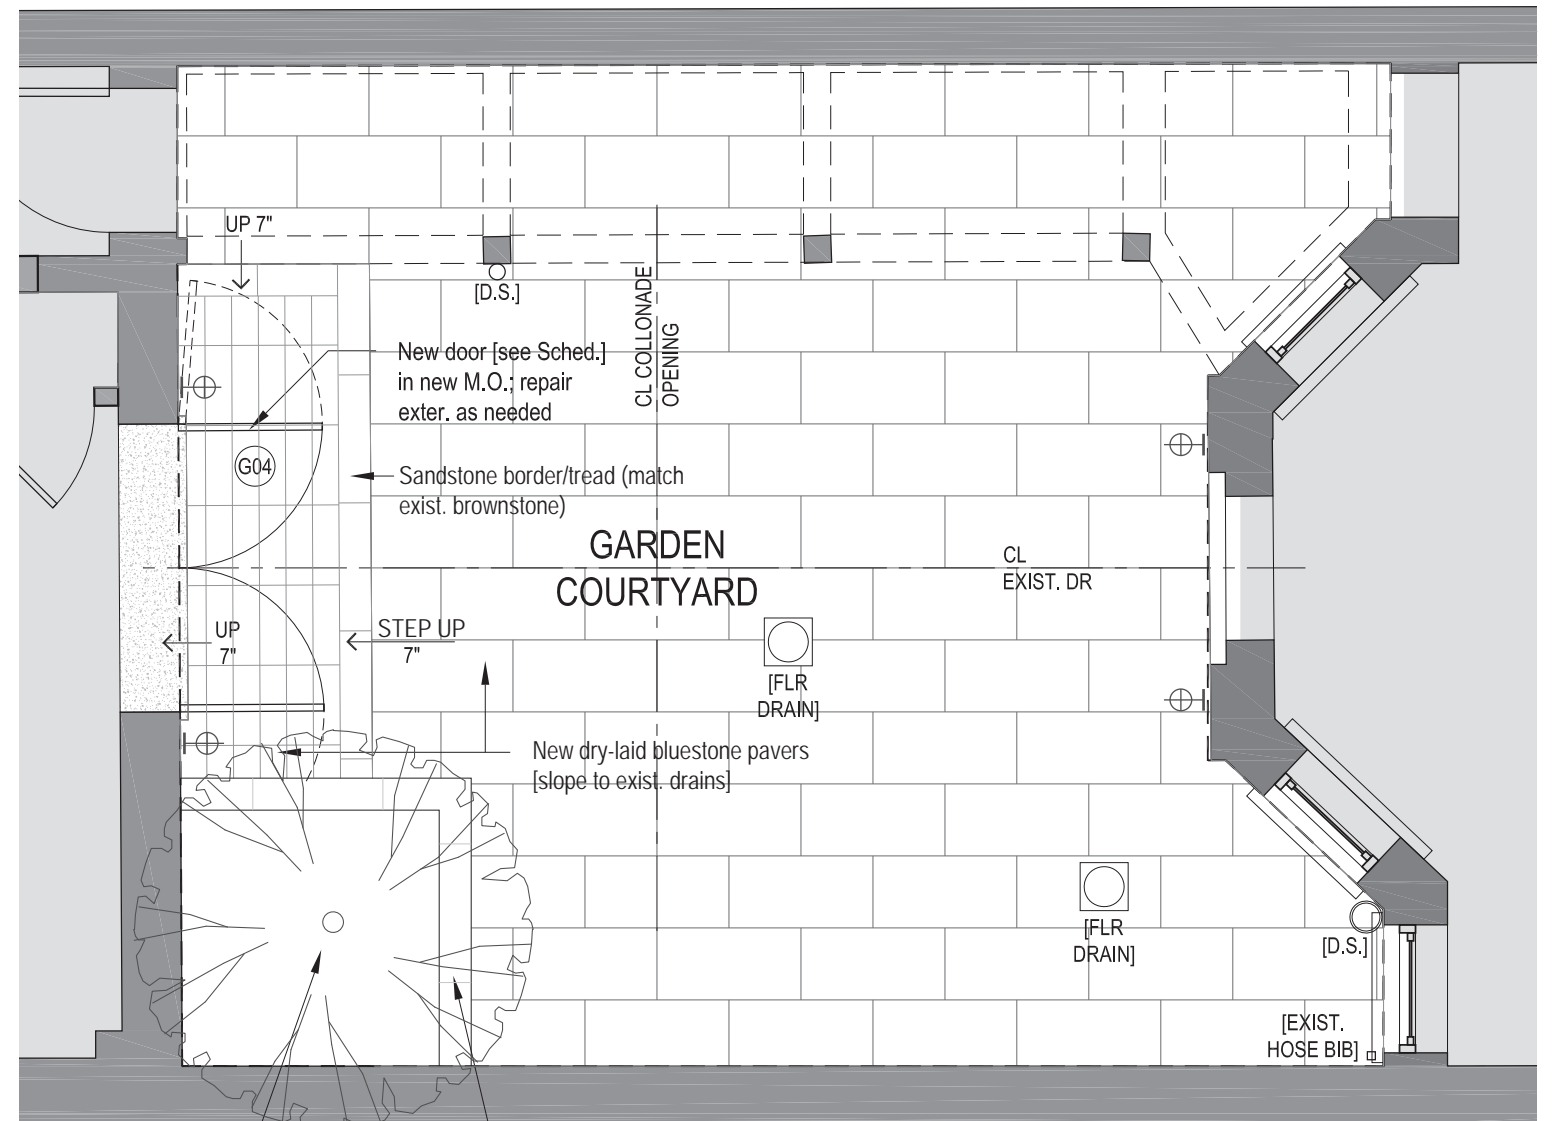 UP 7"
[D.S.]
CL COLLONADE
OPENING
New door [see Sched.]
in new M.O.; repair
exter. as needed
G04
Sandstone border/tread (match
exist. brownstone)
GARDEN
COURTYARD
CL
EXIST. DR
UP
7"
STEP UP
7"
[FLR
DRAIN]
New dry-laid bluestone pavers
[slope to exist. drains]
[FLR
DRAIN]
[D.S.]
[EXIST.
HOSE BIB]